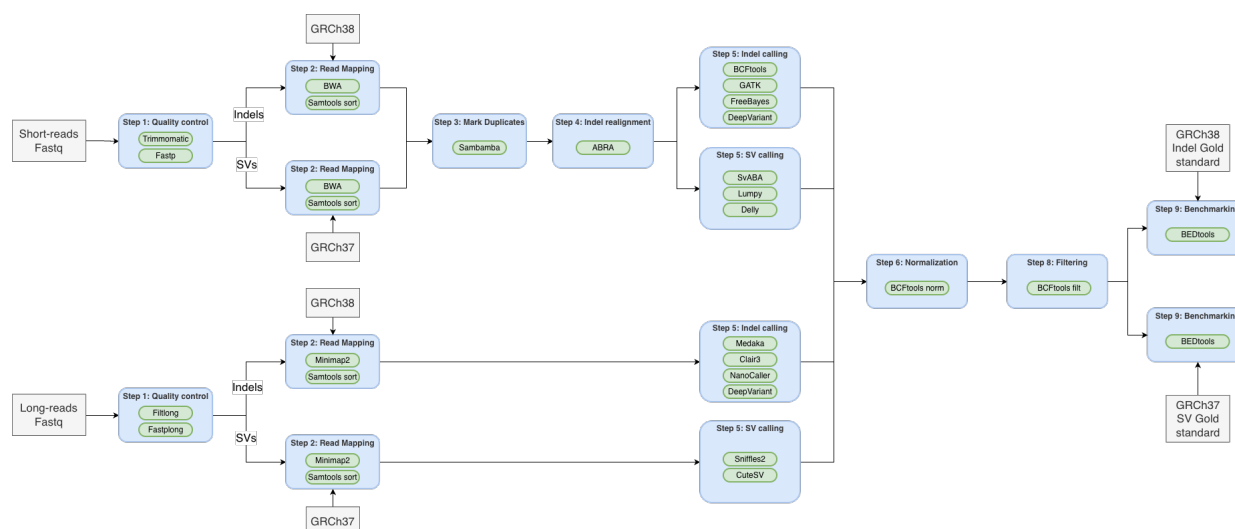 GRCh38
Step 2: Read Mapping
BWA
Samtools sort
Short-reads
Fastq
Step 1: Quality control
Trimmomatic
Fastp
Indels
SVs
Step 2: Read Mapping
BWA
Samtools sort
GRCh37
Step 3: Mark Duplicates
Sambamba
Step 4: Indel realignment
ABRA
Step 5: Indel calling
BCFtools
GATK
FreeBayes
DeepVariant
Step 5: SV calling
SvABA
Lumpy
Delly
GRCh38
Step 2: Read Mapping
Minimap2
Samtools sort
Long-reads
Fastq
Step 1: Quality control
Filtlong
Fastplong
Indels
SVs
Step 2: Read Mapping
Minimap2
Samtools sort
GRCh37
Step 5: Indel calling
Medaka
Clair3
NanoCaller
DeepVariant
Step 5: SV calling
Sniffles2
CuteSV
Step 6: Normalization
BCFtools norm
Step 8: Filtering
BCFtools filt
GRCh38
Indel Gold
standard
Step 9: Benchmarking
BEDtools
Step 9: Benchmarking
BEDtools
GRCh37
SV Gold
standard